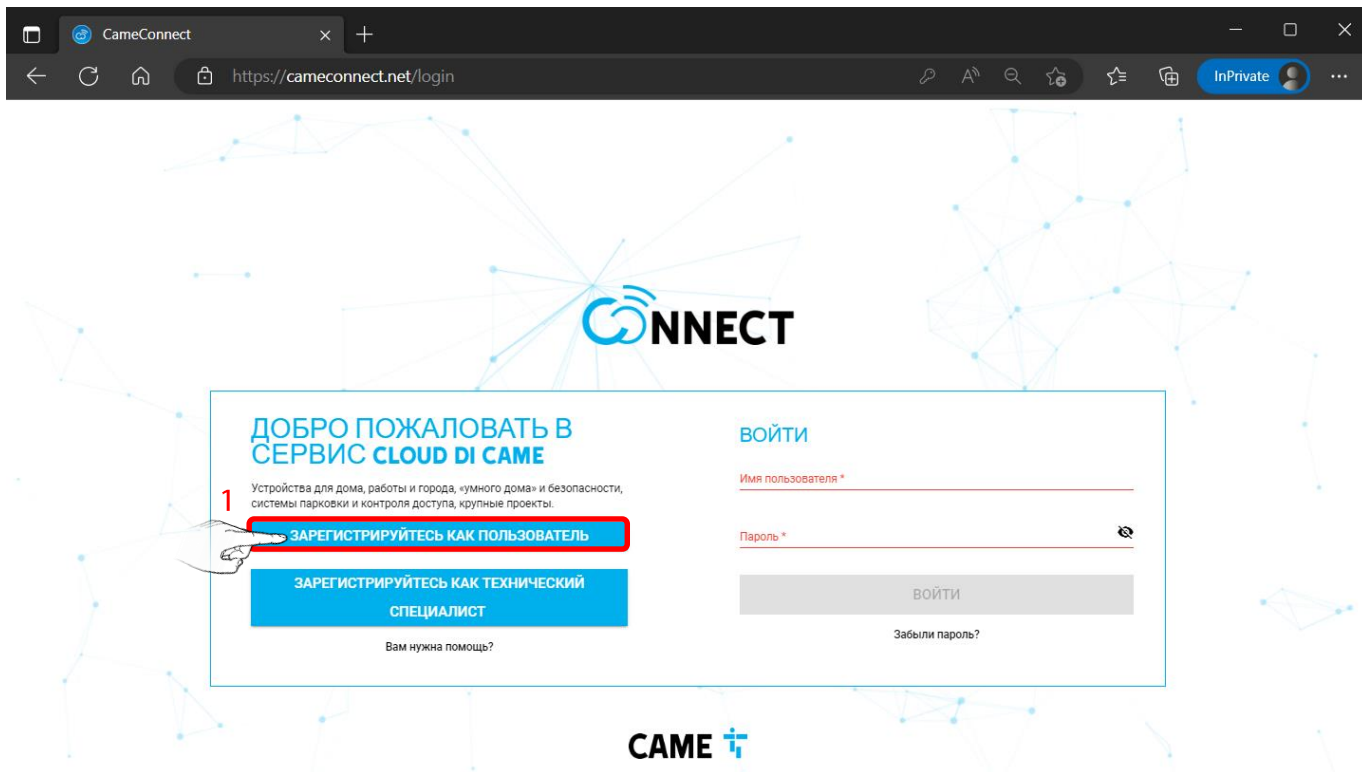 CameConnect
https://cameconnect.net/login
InPrivate
CONNECT
ДОБРО ПОЖАЛОВАТЬ В
СЕРВИС CLOUD DI CAME
Устройства для дома, работы и города, «умного дома» и безопасности,
системы парковки и контроля доступа, крупные проекты.
1
ЗАРЕГИСТРИРУЙТЕСЬ КАК ПОЛЬЗОВАТЕЛЬ
ЗАРЕГИСТРИРУЙТЕСЬ КАК ТЕХНИЧЕСКИЙ
СПЕЦИАЛИСТ
Вам нужна помощь?
ВОЙТИ
Имя пользователя *
Пароль *
ВОЙТИ
Забыли пароль?
CAME